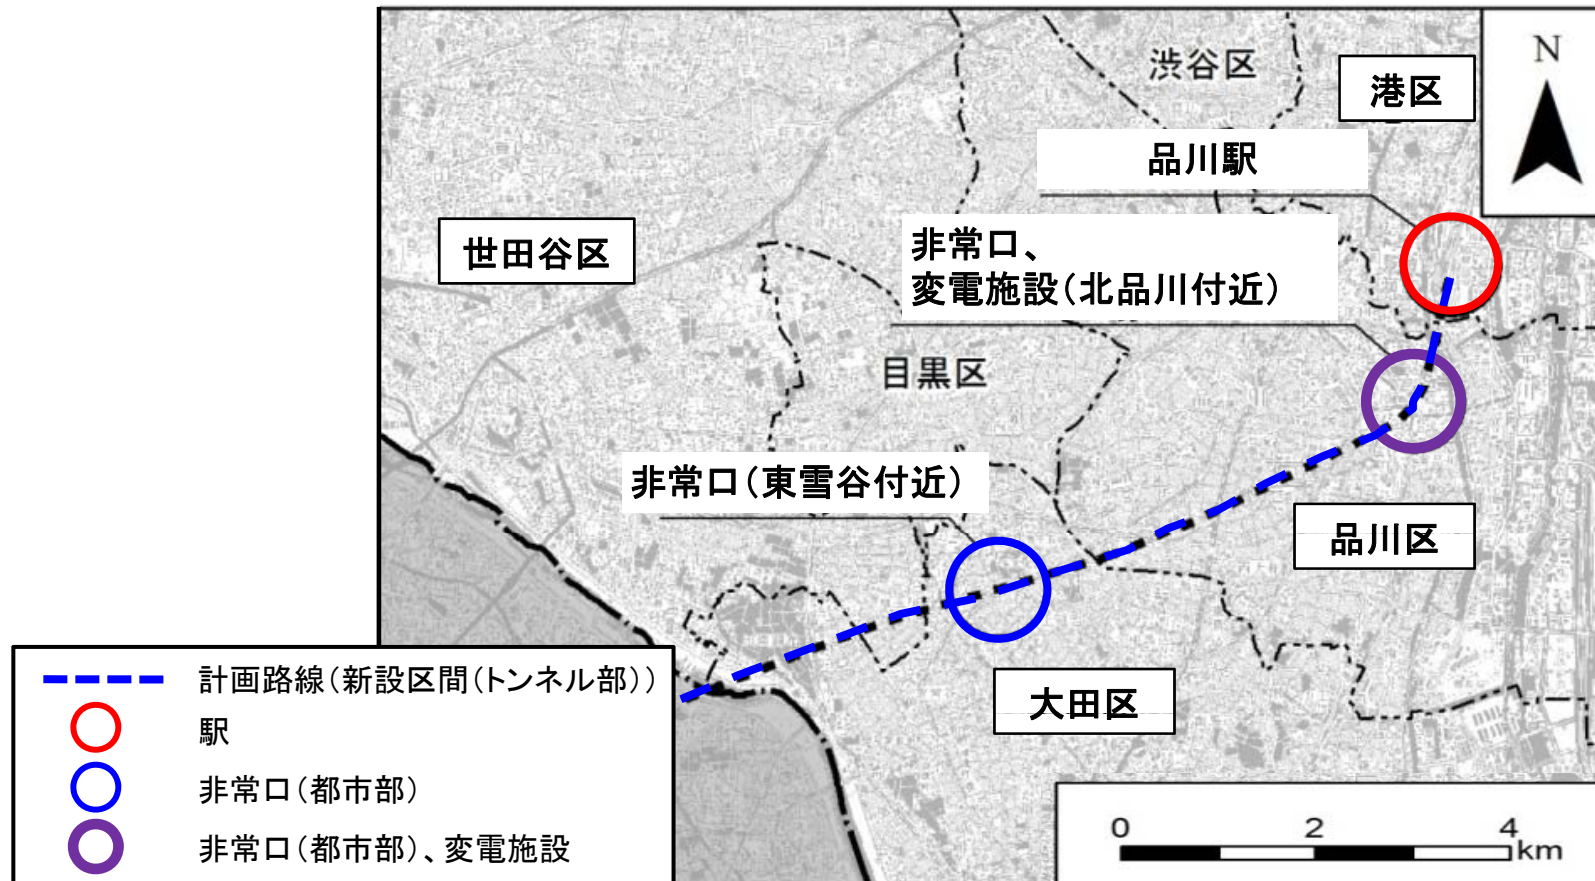 渋谷区
N
港区
品川駅
世田谷区
非常口、
変電施設（北品川付近）
目黒区
非常口（東雪谷付近）
品川区
大田区
計画路線（新設区間（トンネル部））
駅
非常口（都市部）
非常口（都市部）、変電施設
0 2 4
km